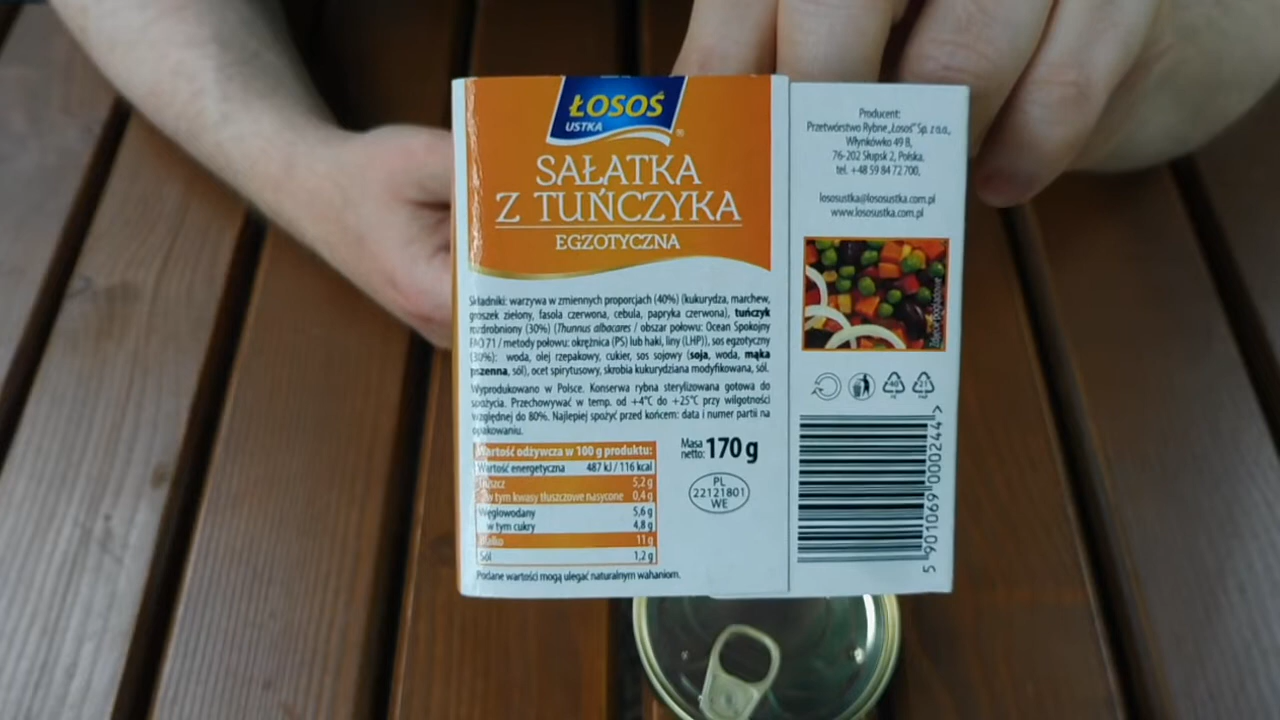 ŁOSOŚ
USTKA
®
SAŁATKA
Z TUŃCZYKA
EGZOTYCZNA
Składniki: warzywa w zmiennych proporcjach (40%) (kukurydza, marchew,
groszek zielony, fasola czerwona, cebula, papryka czerwona), tuńczyk
rozdrobniony (30%) (Thunnus albacares / obszar połowu: Ocean Spokojny
FAO 71 / metody połowu: okrężnica (PS) lub haki, liny (LHP)), sos egzotyczny
(30%): woda, olej rzepakowy, cukier, sos sojowy (soja, woda, mąka
pszenna, sól), ocet spirytusowy, skrobia kukurydziana modyfikowana, sól.
Wyprodukowano w Polsce. Konserwa rybna sterylizowana gotowa do
spożycia. Przechowywać w temp. od +4°C do +25°C przy wilgotności
względnej do 80%. Najlepiej spożyć przed końcem: data i numer partii na
opakowaniu.
Wartość odżywcza w 100 g produktu:
Wartość energetyczna 487 kJ / 116 kcal
Tłuszcz 5,2 g
w tym kwasy tłuszczowe nasycone 0,4 g
Węglowodany 5,6 g
w tym cukry 4,8 g
Białko 11 g
Sól 1,2 g
Podane wartości mogą ulegać naturalnym wahaniom.
Masa
netto: 170 g
PL
22121801
WE
Producent:
Przetwórstwo Rybne „Łosoś" Sp. z o.o.,
Włynkówko 49 B,
76-202 Słupsk 2, Polska,
tel. +48 59 84 72 700,
lososustka@lososustka.com.pl
www.lososustka.com.pl
5 901069 000244 >